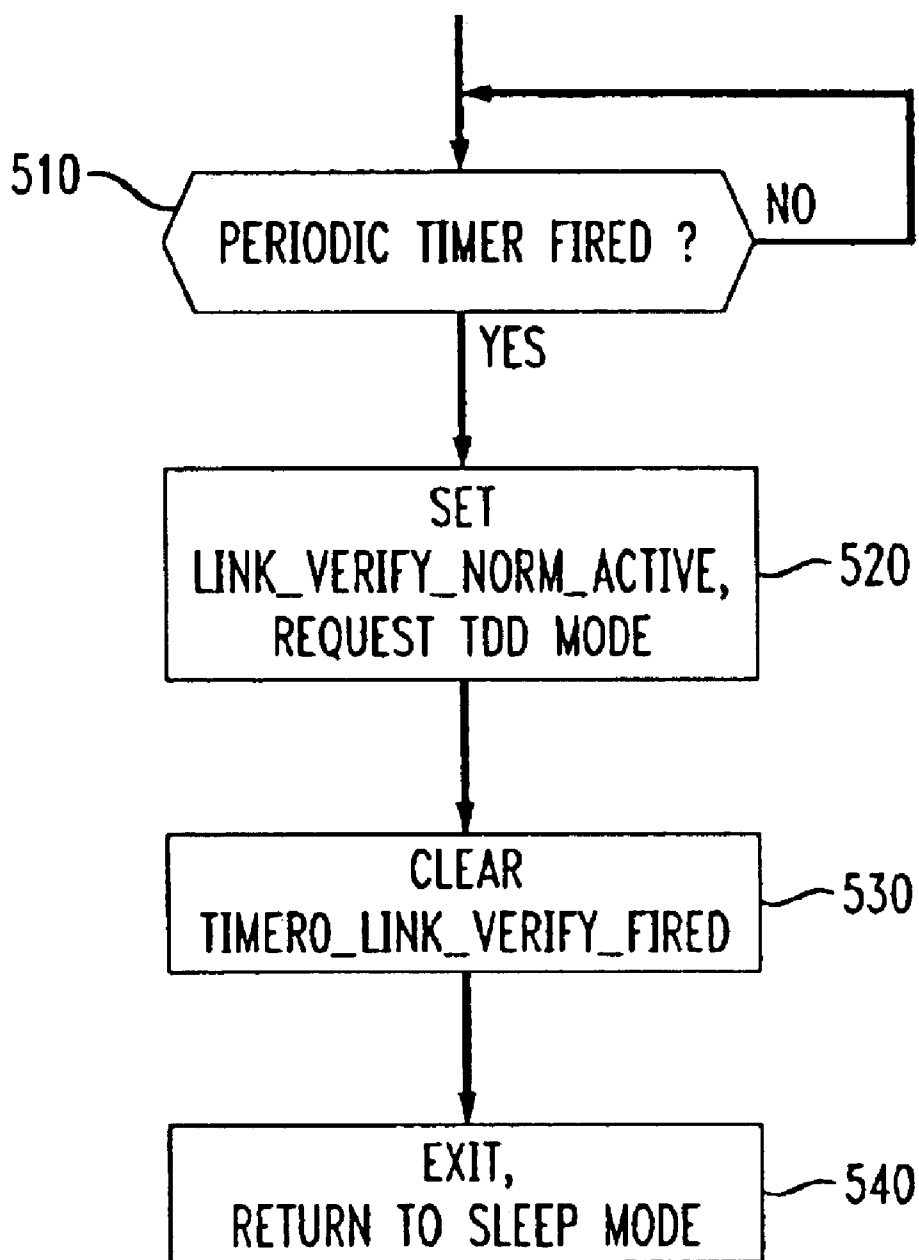 510
PERIODIC TIMER FIRED ?
NO
YES
SET
LINK_VERIFY_NORM_ACTIVE,
REQUEST TDD MODE
520
CLEAR
TIMER0_LINK_VERIFY_FIRED
530
EXIT,
RETURN TO SLEEP MODE
540